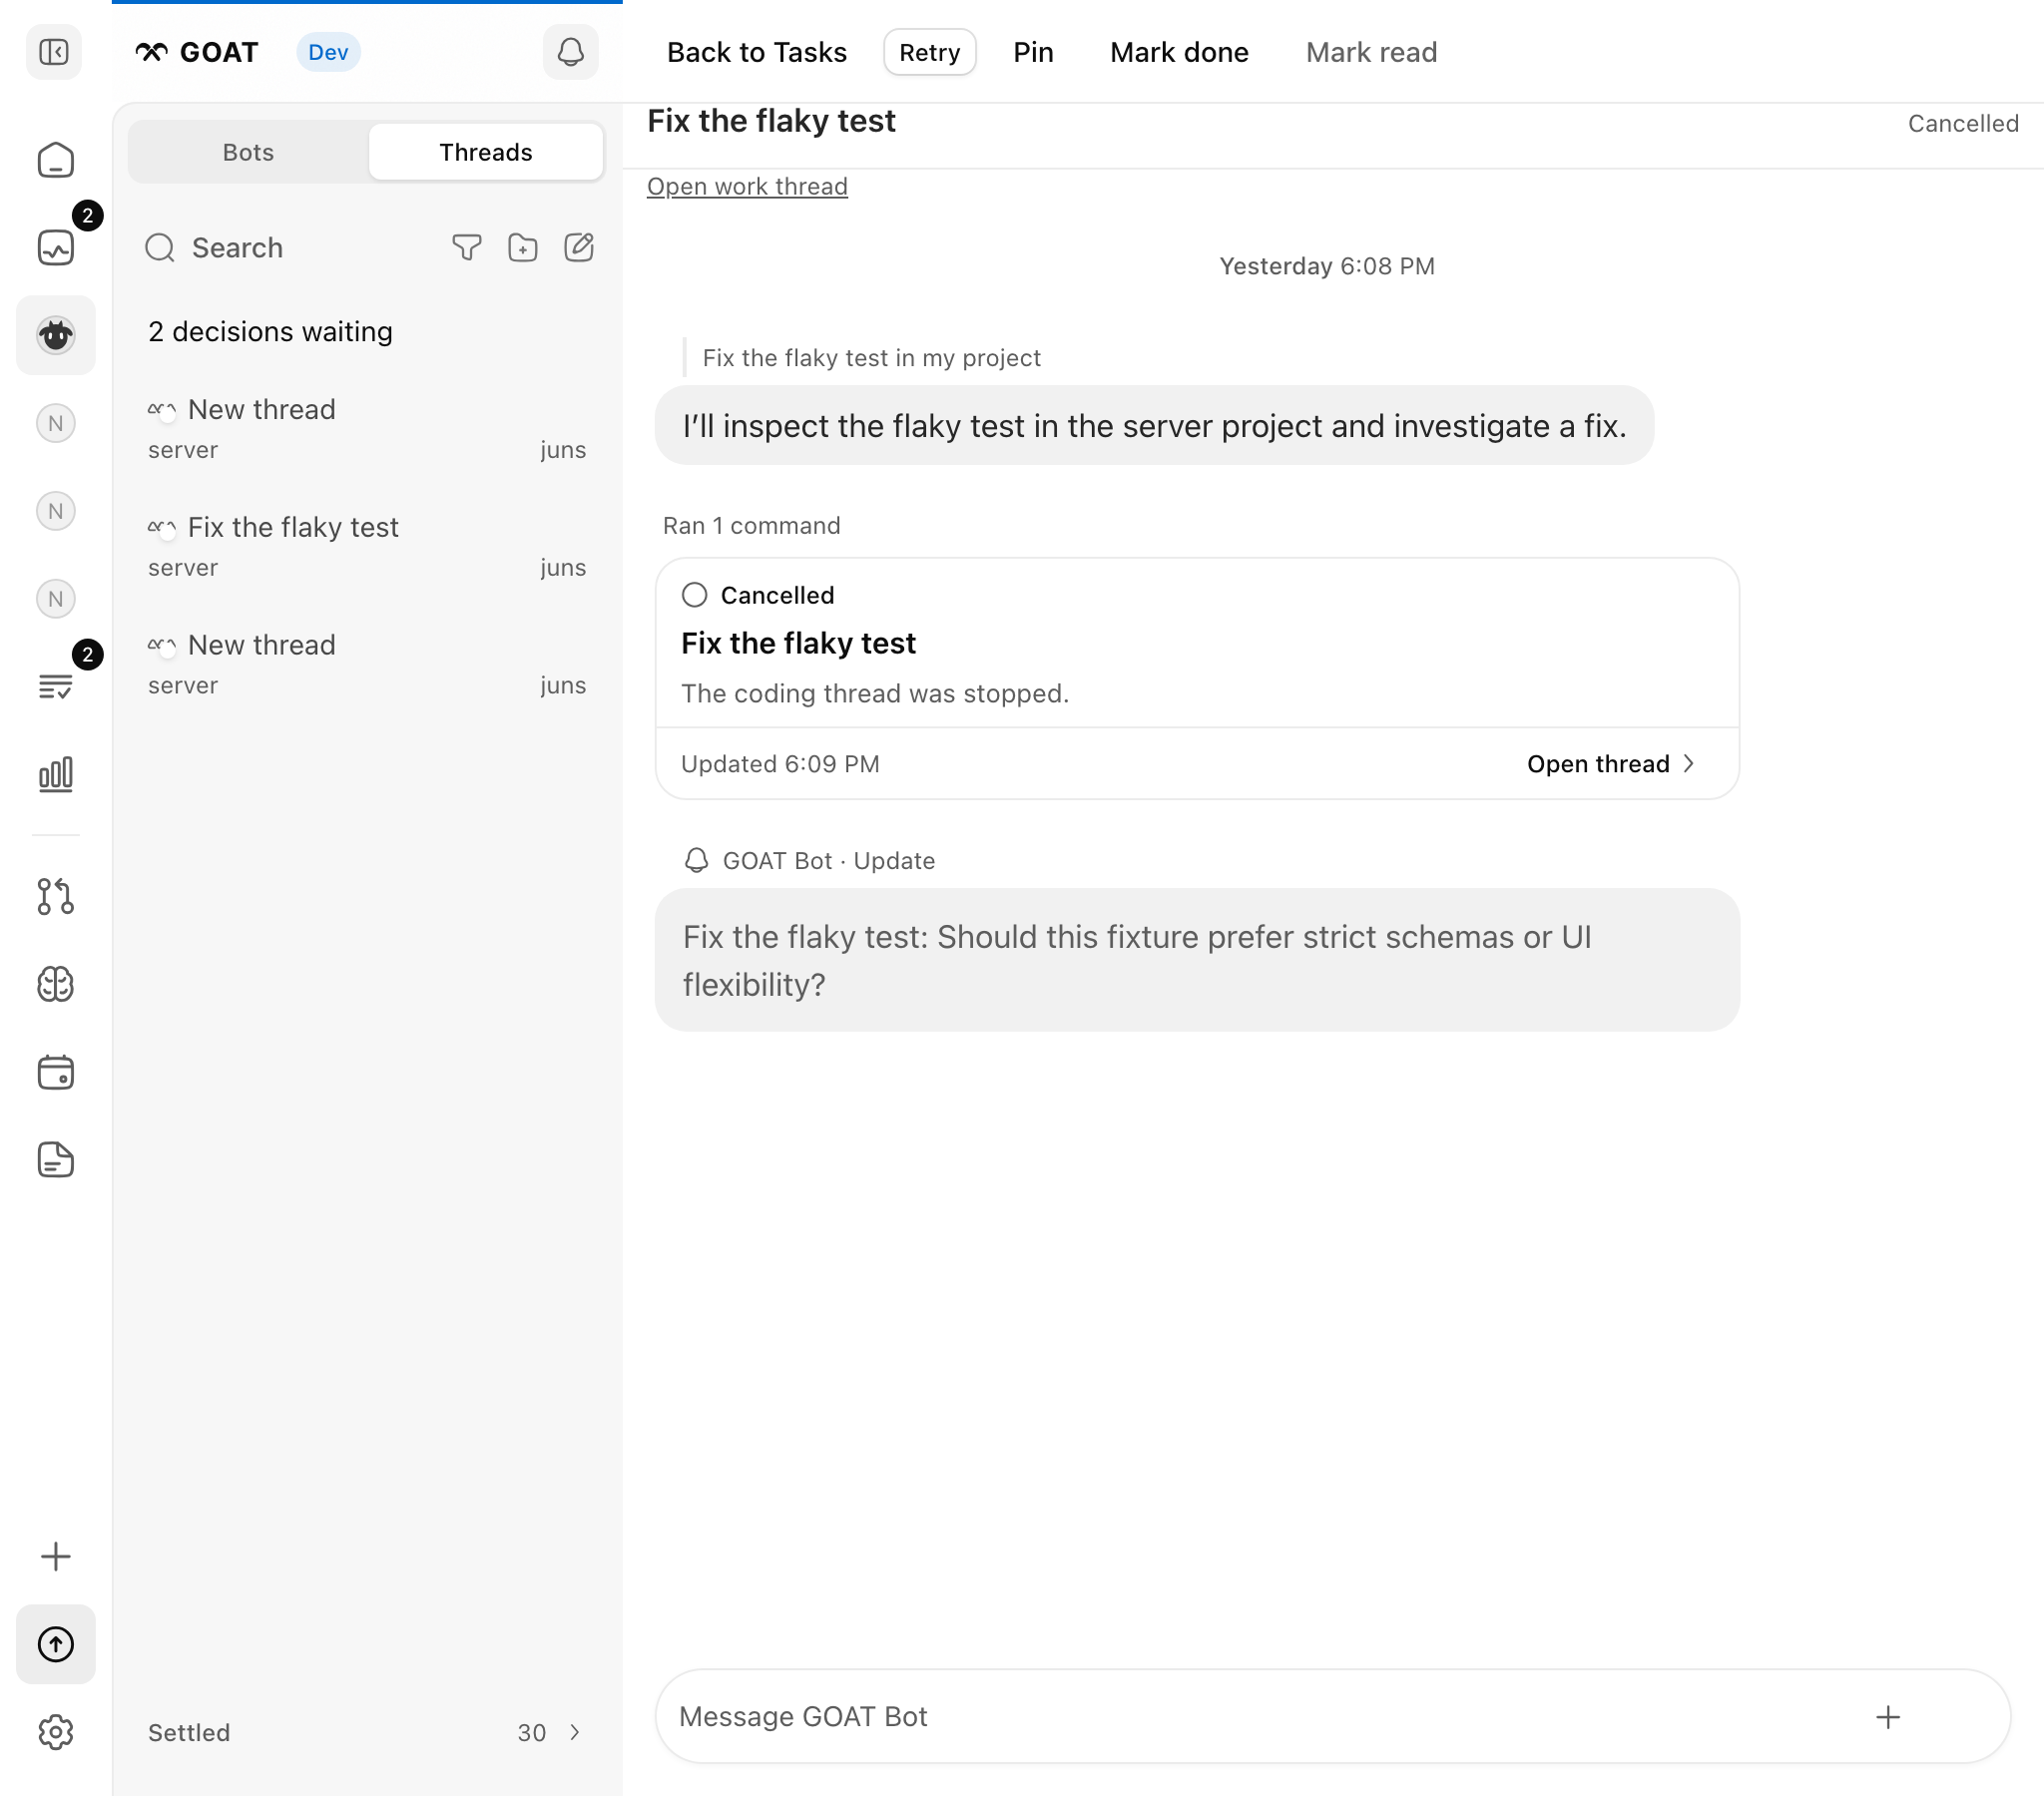 GOAT
Dev
Back to Tasks
Retry
Pin
Mark done
Mark read
Bots
Threads
2
Search
2 decisions waiting
New thread
server
juns
Fix the flaky test
server
juns
New thread
server
juns
N
N
N
2
Settled
30
Fix the flaky test
Cancelled
Open work thread
Yesterday 6:08 PM
Fix the flaky test in my project
I’ll inspect the flaky test in the server project and investigate a fix.
Ran 1 command
Cancelled
Fix the flaky test
The coding thread was stopped.
Updated 6:09 PM
Open thread
GOAT Bot · Update
Fix the flaky test: Should this fixture prefer strict schemas or UI
flexibility?
Message GOAT Bot